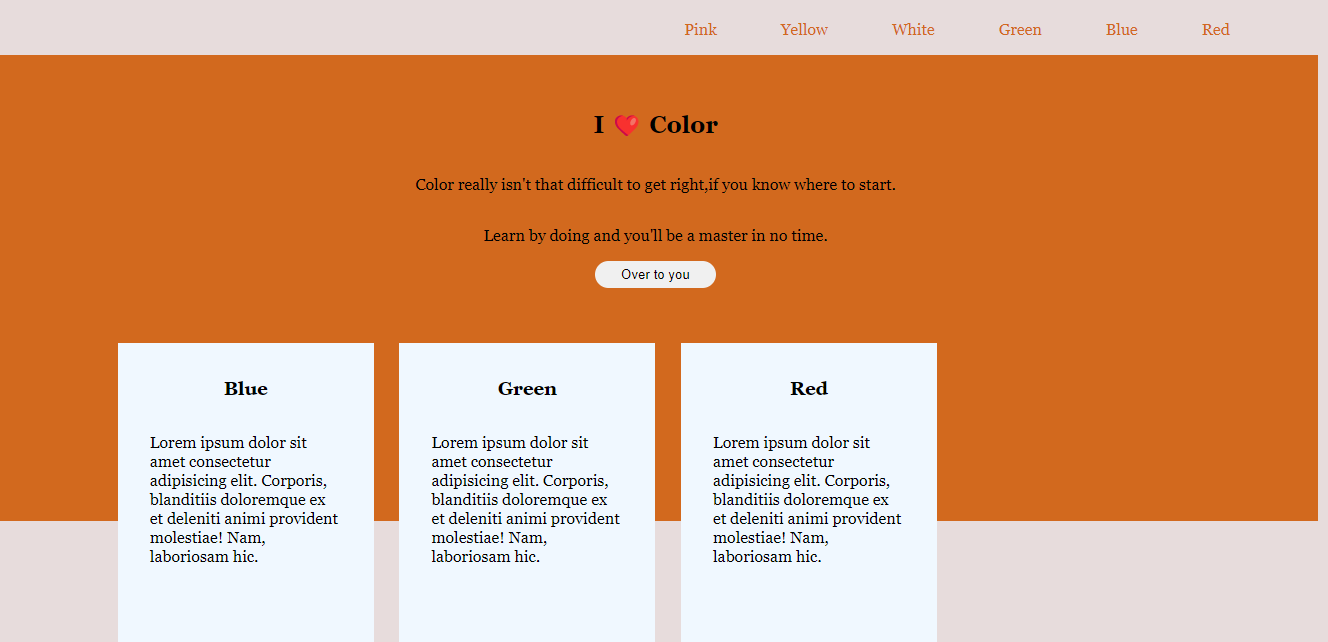 Pink Yellow White Green Blue Red
I ❤️ Color
Color really isn't that difficult to get right,if you know where to start.
Learn by doing and you'll be a master in no time.
Over to you
Blue
Lorem ipsum dolor sit
amet consectetur
adipisicing elit. Corporis,
blanditiis doloremque ex
et deleniti animi provident
molestiae! Nam,
laboriosam hic.
Green
Lorem ipsum dolor sit
amet consectetur
adipisicing elit. Corporis,
blanditiis doloremque ex
et deleniti animi provident
molestiae! Nam,
laboriosam hic.
Red
Lorem ipsum dolor sit
amet consectetur
adipisicing elit. Corporis,
blanditiis doloremque ex
et deleniti animi provident
molestiae! Nam,
laboriosam hic.